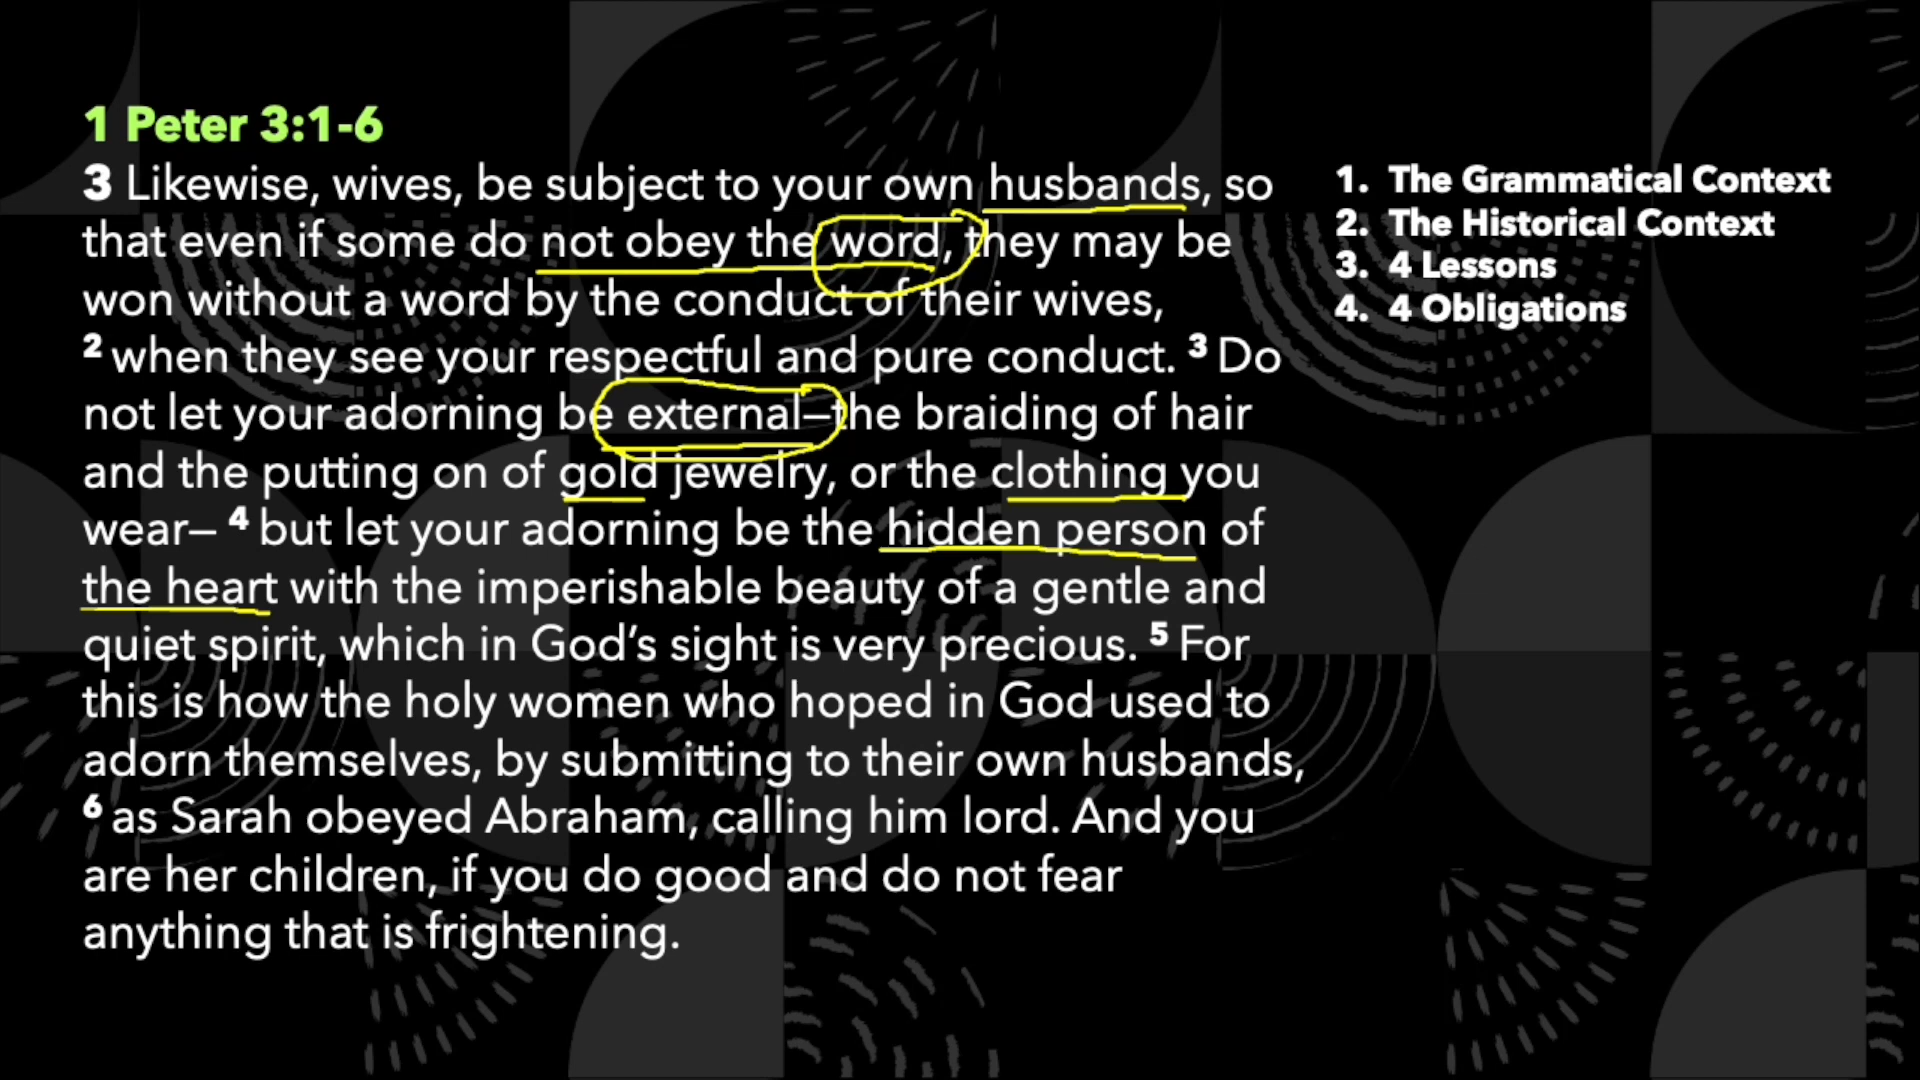 1 Peter 3:1-6
3 Likewise, wives, be subject to your own husbands, so
that even if some do not obey the word, they may be
won without a word by the conduct of their wives,
2 when they see your respectful and pure conduct. 3 Do
not let your adorning be external—the braiding of hair
and the putting on of gold jewelry, or the clothing you
wear— 4 but let your adorning be the hidden person of
the heart with the imperishable beauty of a gentle and
quiet spirit, which in God’s sight is very precious. 5 For
this is how the holy women who hoped in God used to
adorn themselves, by submitting to their own husbands,
6 as Sarah obeyed Abraham, calling him lord. And you
are her children, if you do good and do not fear
anything that is frightening.
1. The Grammatical Context
2. The Historical Context
3. 4 Lessons
4. 4 Obligations